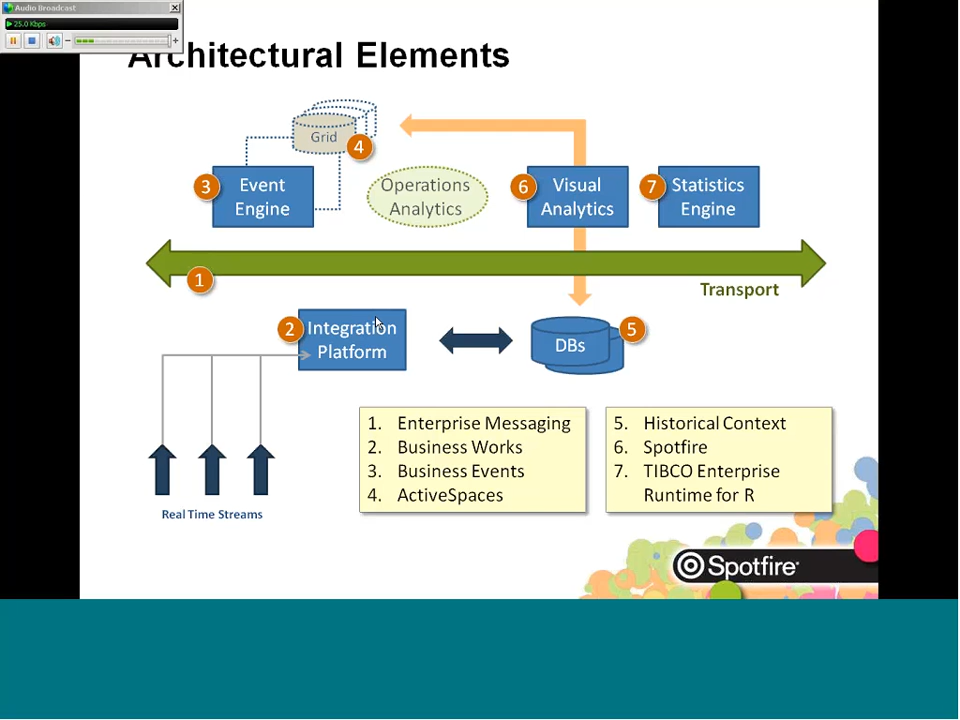 Audio Broadcast
25.0 Kbps
Architectural Elements
Grid
4
3
Event
Engine
Operations
Analytics
6
Visual
Analytics
7
Statistics
Engine
1
Transport
2
Integration
Platform
DBs
5
Real Time Streams
1. Enterprise Messaging
2. Business Works
3. Business Events
4. ActiveSpaces
5. Historical Context
6. Spotfire
7. TIBCO Enterprise
Runtime for R
Spotfire